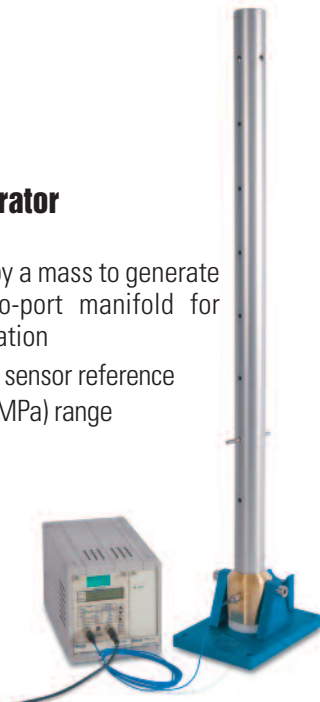 rator
by a mass to generate
o-port manifold for
ation
sensor reference
MPa) range